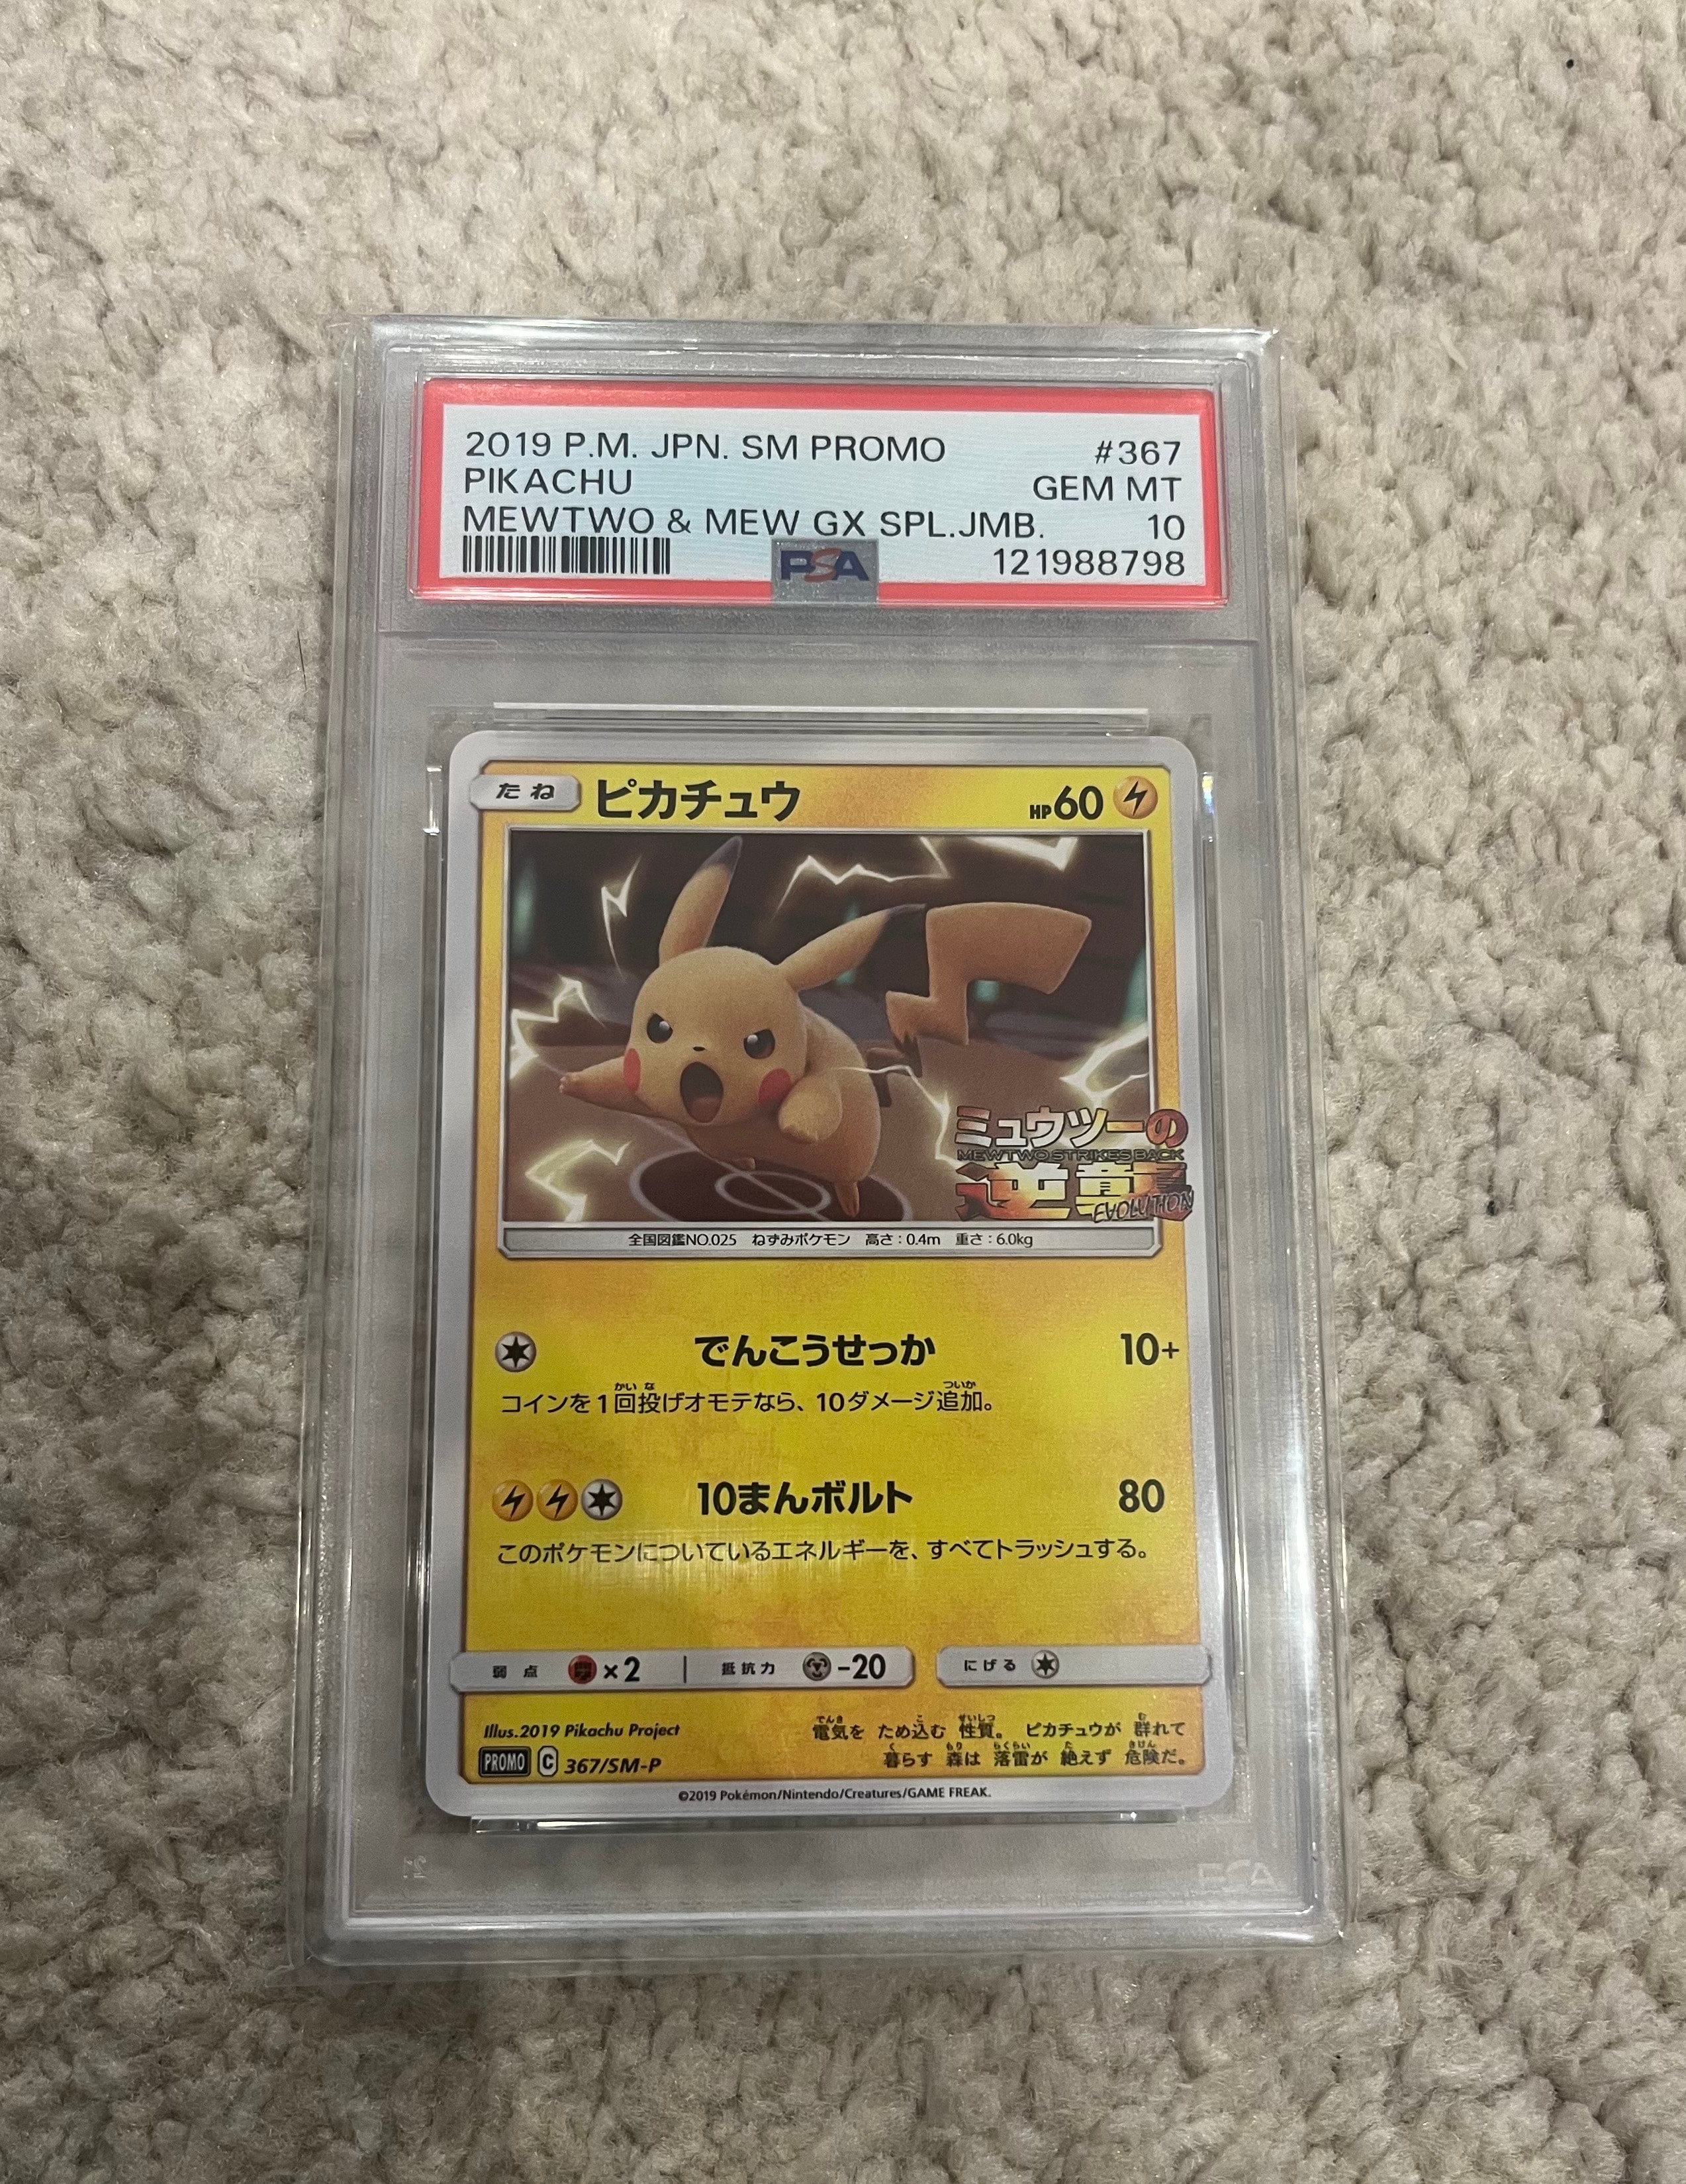 2019 P.M. JPN. SM PROMO #367
PIKACHU GEM MT
MEWTWO & MEW GX SPL.JMB. 10
PSA 121988798
たね ピカチュウ HP60
ミュウツーの
MEWTWO STRIKES BACK
逆襲
EVOLUTION
全国図鑑NO.025 ねずみポケモン 高さ:0.4m 重さ:6.0kg
でんこうせっか 10+
コインを1回投げオモテなら、10ダメージ追加。
10まんボルト 80
このポケモンについているエネルギーを、すべてトラッシュする。
弱点 ×2 抵抗力 -20 にげる
Illus.2019 Pikachu Project
電気を ため込む 性質。 ピカチュウが 群れて
暮らす 森は 落雷が 絶えず 危険だ。
PROMO C 367/SM-P
©2019 Pokémon/Nintendo/Creatures/GAME FREAK.
PSA